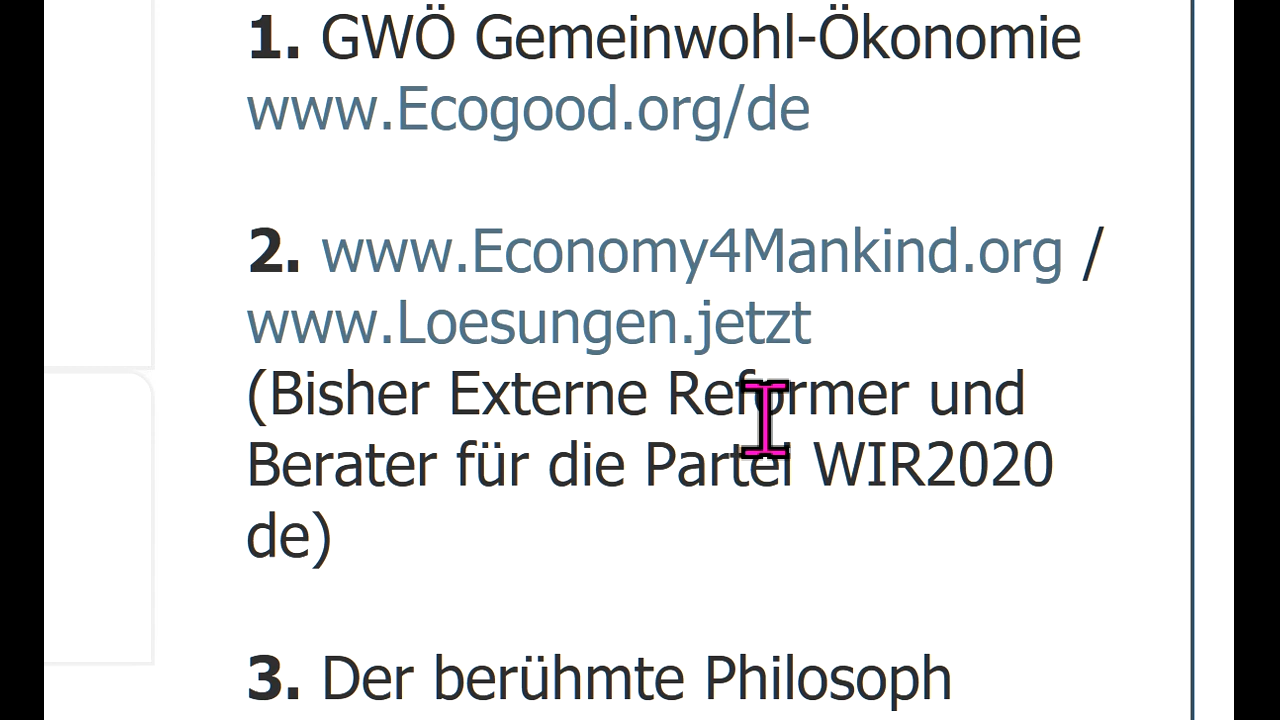 1. GWÖ Gemeinwohl-Ökonomie
www.Ecogood.org/de
2. www.Economy4Mankind.org /
www.Loesungen.jetzt
(Bisher Externe Reformer und
Berater für die Partei WIR2020
de)
3. Der berühmte Philosoph